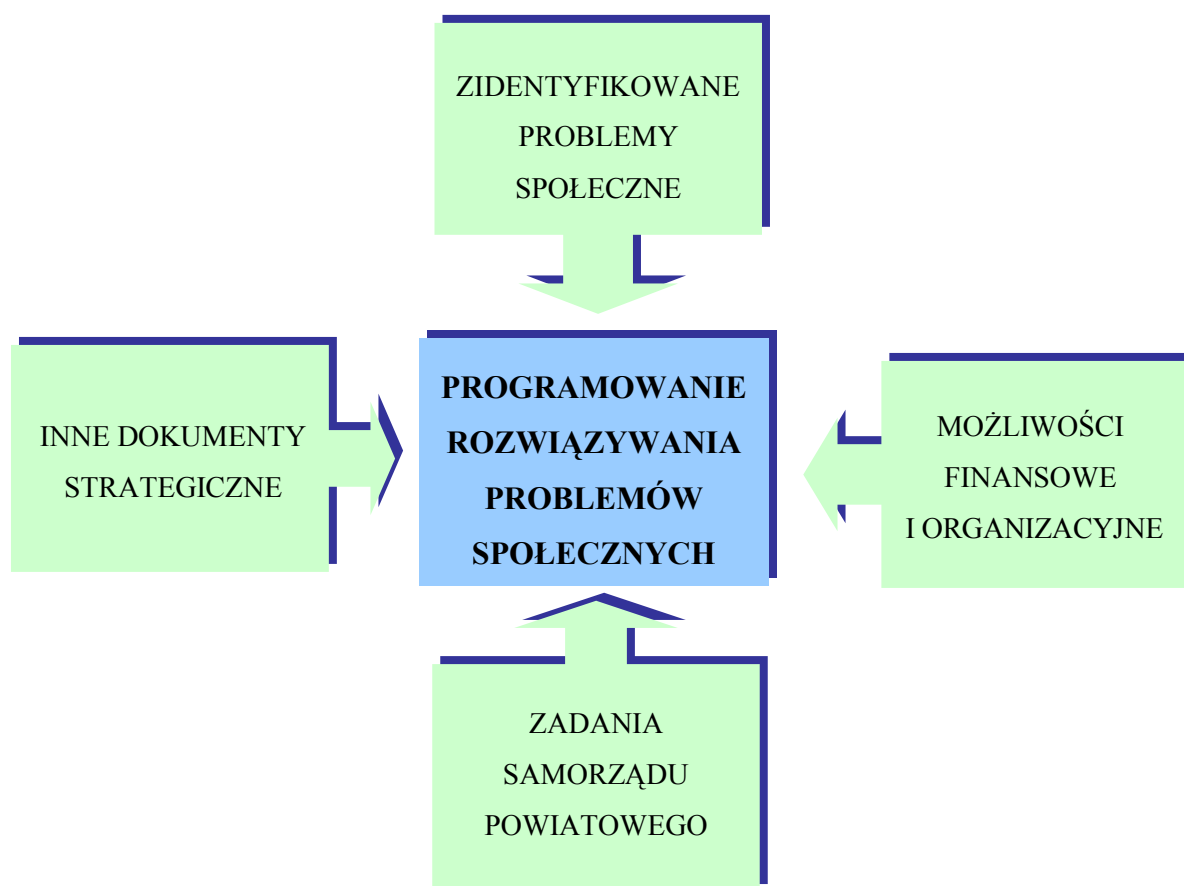 ZIDENTYFIKOWANE
PROBLEMY
SPOŁECZNE
INNE DOKUMENTY
STRATEGICZNE
PROGRAMOWANIE
ROZWIĄZYWANIA
PROBLEMÓW
SPOŁECZNYCH
MOŻLIWOŚCI
FINANSOWE
I ORGANIZACYJNE
ZADANIA
SAMORZĄDU
POWIATOWEGO